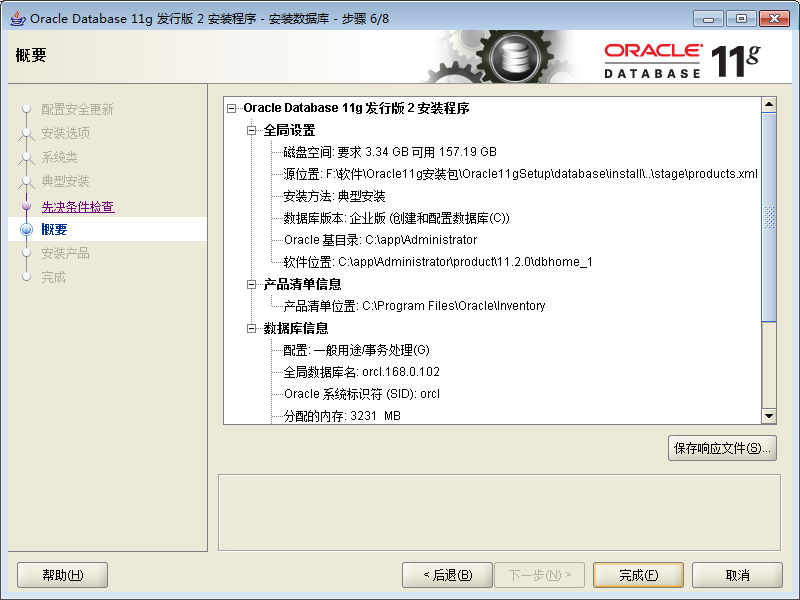 Oracle Database 11g 发行版 2 安装程序 - 安装数据库 - 步骤 6/8
概要
ORACLE
DATABASE
11g
配置安全更新
安装选项
系统类
典型安装
先决条件检查
概要
安装产品
完成
Oracle Database 11g 发行版 2 安装程序
全局设置
磁盘空间: 要求 3.34 GB 可用 157.19 GB
源位置: F:\软件\Oracle11g安装包\Oracle11gSetup\database\install\..\stage\products.xml
安装方法: 典型安装
数据库版本: 企业版 (创建和配置数据库(C))
Oracle 基目录: C:\app\Administrator
软件位置: C:\app\Administrator\product\11.2.0\dbhome_1
产品清单信息
产品清单位置: C:\Program Files\Oracle\Inventory
数据库信息
配置: 一般用途/事务处理(G)
全局数据库名: orcl.168.0.102
Oracle 系统标识符 (SID): orcl
分配的内存: 3231 MB
保存响应文件(S)...
帮助(H)
< 后退(B)
下一步(N) >
完成(F)
取消